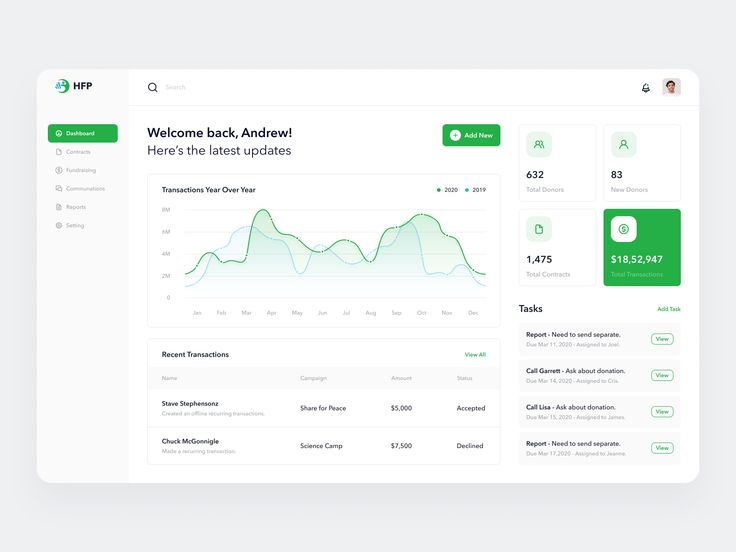 HFP
Search
Dashboard
Contracts
Fundraising
Communations
Reports
Setting
Welcome back, Andrew!
Here's the latest updates
Add New
Transactions Year Over Year
2020
2019
8M
6M
4M
2M
0
Jan Feb Mar Apr May Jun Jul Aug Sep Oct Nov Dec
Recent Transactions
View All
Name Campaign Amount Status
Stave Stephensonz
Created an offline recurring transactions.
Share for Peace
$5,000
Accepted
Chuck McGonnigle
Made a recurring transaction.
Science Camp
$7,500
Declined
632
Total Donors
83
New Donors
1,475
Total Contracts
$18,52,947
Total Transactions
Tasks
Add Task
Report - Need to send separate.
Due Mar 11, 2020 - Assigned to Joel.
View
Call Garrett - Ask about donation.
Due Mar 14, 2020 - Assigned to Cris.
View
Call Lisa - Ask about donation.
Due Mar 15, 2020 - Assigned to James.
View
Report - Need to send separate.
Due Mar 17,2020 - Assigned to Jeanne.
View